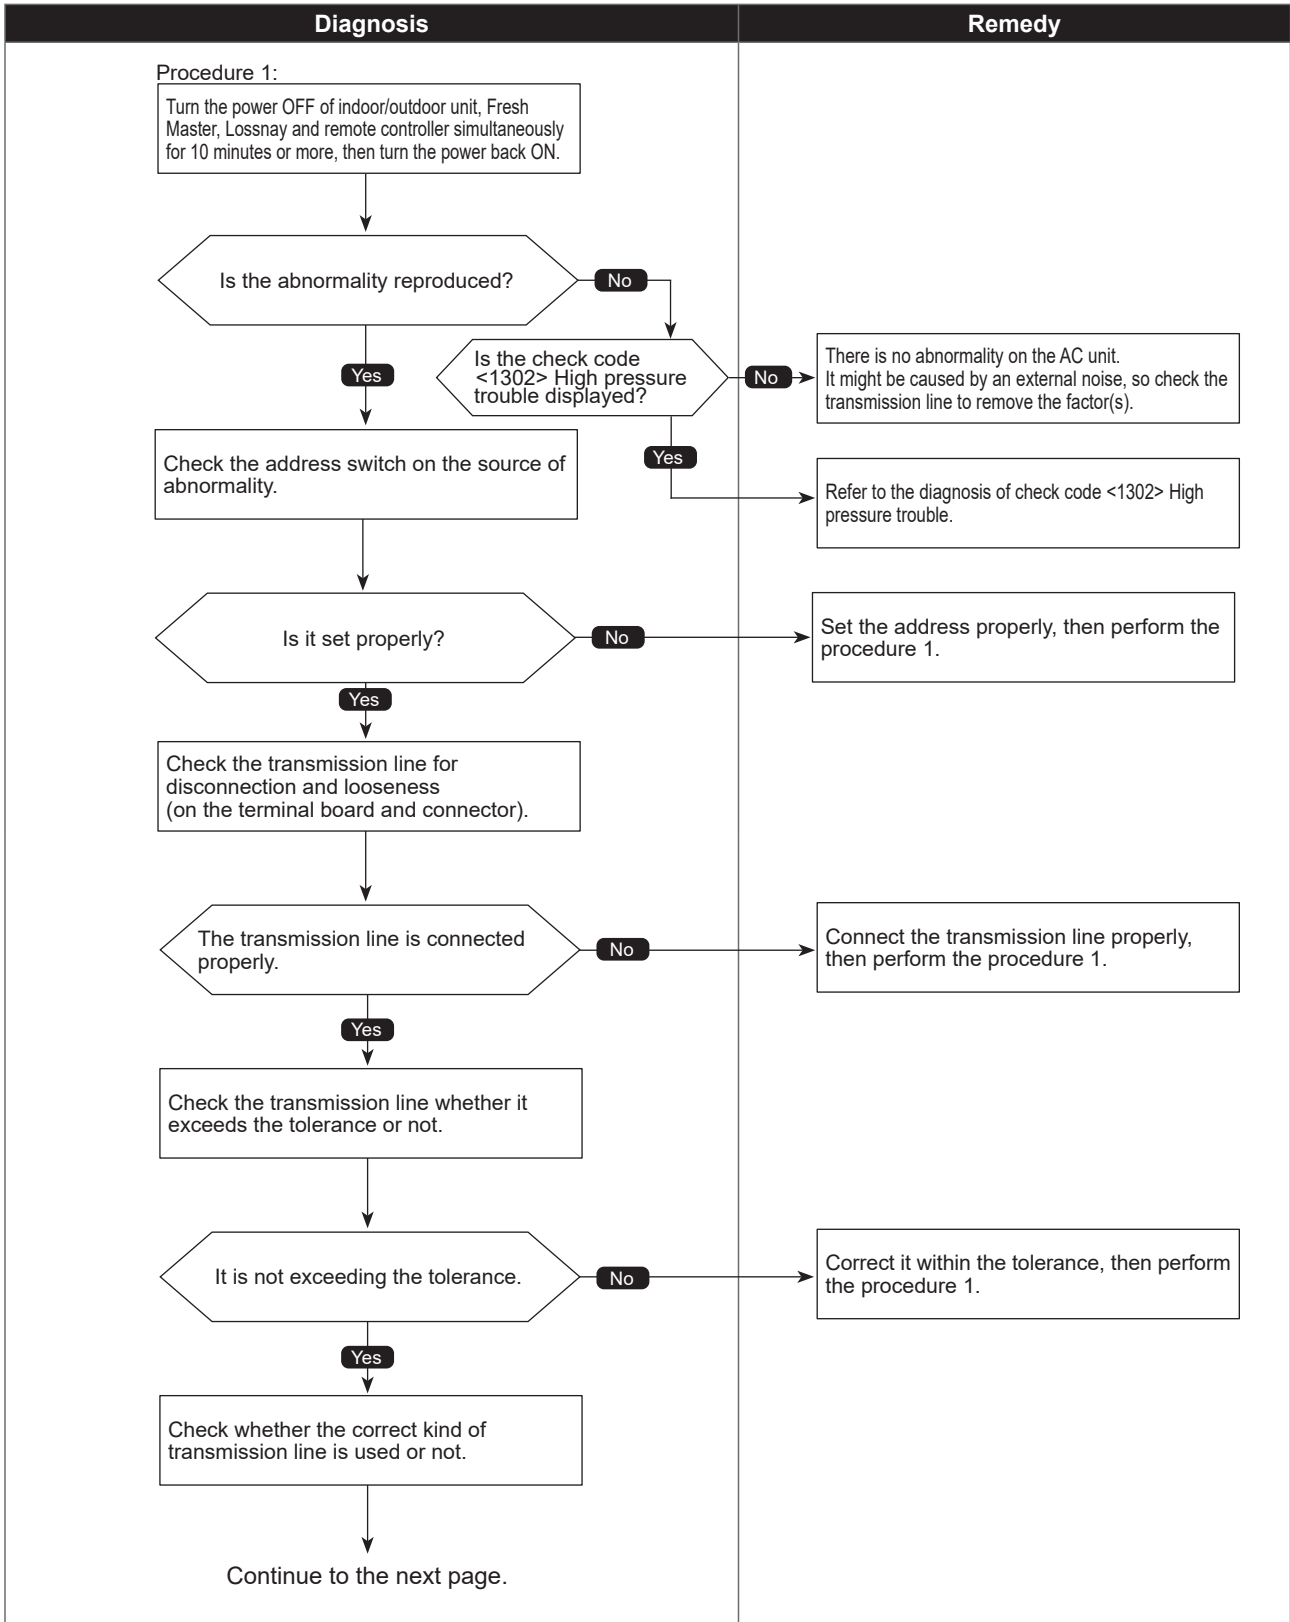 Diagnosis
Remedy
Procedure 1:
Turn the power OFF of indoor/outdoor unit, Fresh
Master, Lossnay and remote controller simultaneously
for 10 minutes or more, then turn the power back ON.
Is the abnormality reproduced?
No
Yes
Is the check code
<1302> High pressure
trouble displayed?
No
There is no abnormality on the AC unit.
It might be caused by an external noise, so check the
transmission line to remove the factor(s).
Yes
Refer to the diagnosis of check code <1302> High
pressure trouble.
Check the address switch on the source of
abnormality.
Is it set properly?
No
Set the address properly, then perform the
procedure 1.
Yes
Check the transmission line for
disconnection and looseness
(on the terminal board and connector).
The transmission line is connected
properly.
No
Connect the transmission line properly,
then perform the procedure 1.
Yes
Check the transmission line whether it
exceeds the tolerance or not.
It is not exceeding the tolerance.
No
Correct it within the tolerance, then perform
the procedure 1.
Yes
Check whether the correct kind of
transmission line is used or not.
Continue to the next page.